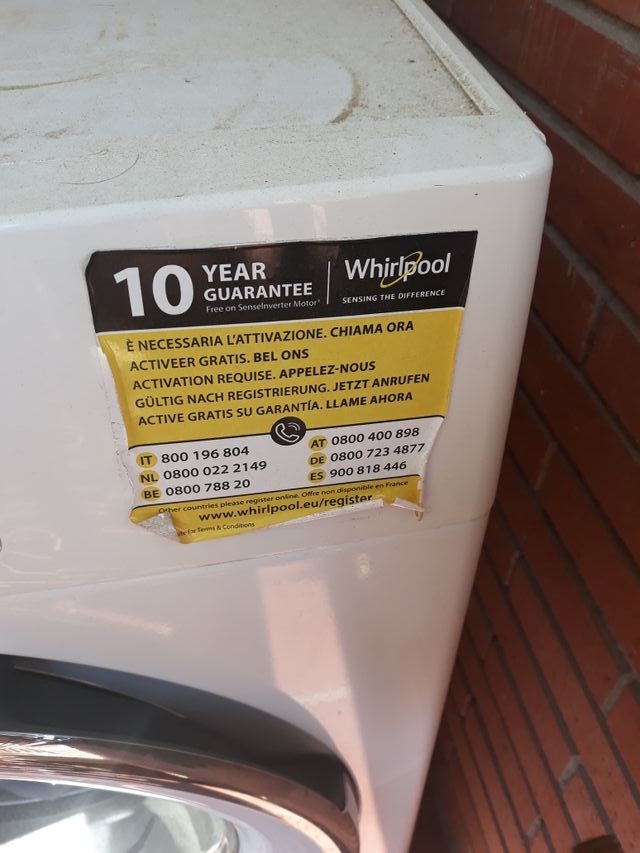 10 YEAR GUARANTEE
Free on SenseInverter Motor*
Whirlpool
SENSING THE DIFFERENCE
È NECESSARIA L'ATTIVAZIONE. CHIAMA ORA
ACTIVEER GRATIS. BEL ONS
ACTIVATION REQUISE. APPELEZ-NOUS
GÜLTIG NACH REGISTRIERUNG. JETZT ANRUFEN
ACTIVE GRATIS SU GARANTÍA. LLAME AHORA
IT 800 196 804
NL 0800 022 2149
BE 0800 788 20
AT 0800 400 898
DE 0800 723 4877
ES 900 818 446
Other countries please register online. Offre non disponible en France
www.whirlpool.eu/register
for Terms & Conditions